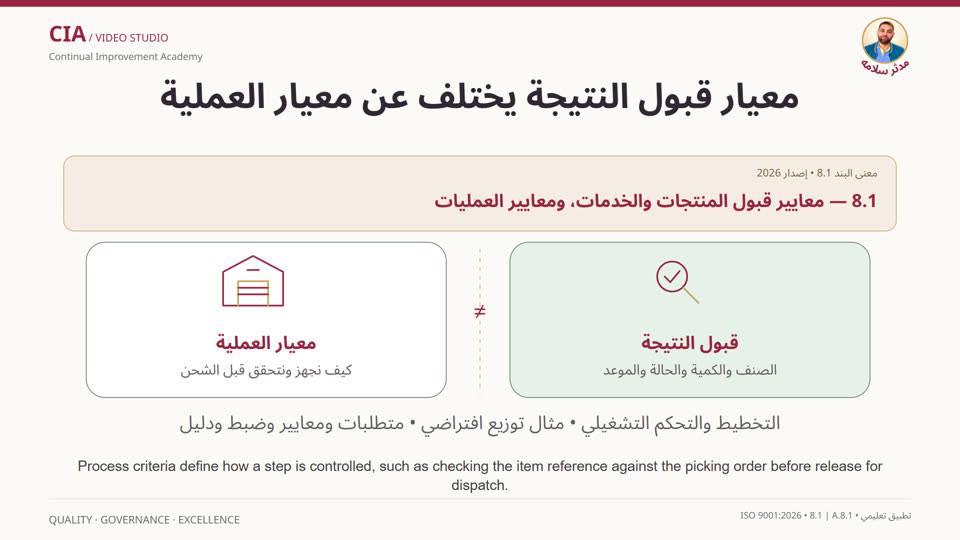 CIA / VIDEO STUDIO
Continual Improvement Academy
مدثر سلامه
معيار قبول النتيجة يختلف عن معيار العملية
معنى البند 8.1 • إصدار 2026
8.1 — معايير قبول المنتجات والخدمات، ومعايير العمليات
قبول النتيجة
الصنف والكمية والحالة والموعد
≠
معيار العملية
كيف نجهز ونتحقق قبل الشحن
التخطيط والتحكم التشغيلي • مثال توزيع افتراضي • متطلبات ومعايير وضبط ودليل
Process criteria define how a step is controlled, such as checking the item reference against the picking order before release for
dispatch.
QUALITY · GOVERNANCE · EXCELLENCE
ISO 9001:2026 • 8.1 | A.8.1 • تطبيق تعليمي